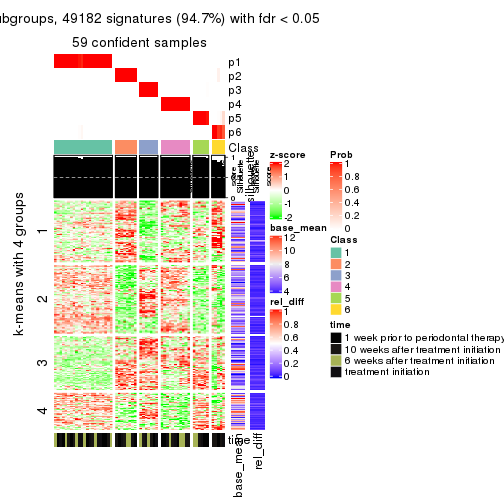 ubgroups, 49182 signatures (94.7%) with fdr < 0.05
59 confident samples
p1
p2
p3
p4
p5
p6
Class
1
0
silhouette
k-means with 4 groups
1
2
3
4
time
base_mean
rel_diff
z-score
2
1
0
-1
-2
base_mean
12
10
8
6
4
rel_diff
1
0.8
0.6
0.4
0.2
0
Prob
1
0.8
0.6
0.4
0.2
0
Class
1
2
3
4
5
6
time
1 week prior to periodontal therapy
10 weeks after treatment initiation
6 weeks after treatment initiation
treatment initiation